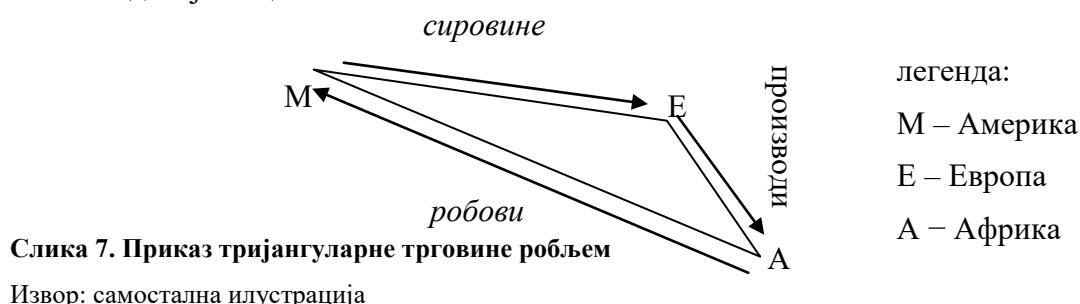 сировине
М
Е
производи
робови
А
легенда:
М – Америка
Е – Европа
А – Африка
Слика 7. Приказ тријангуларне трговине робљем
Извор: самостална илустрација